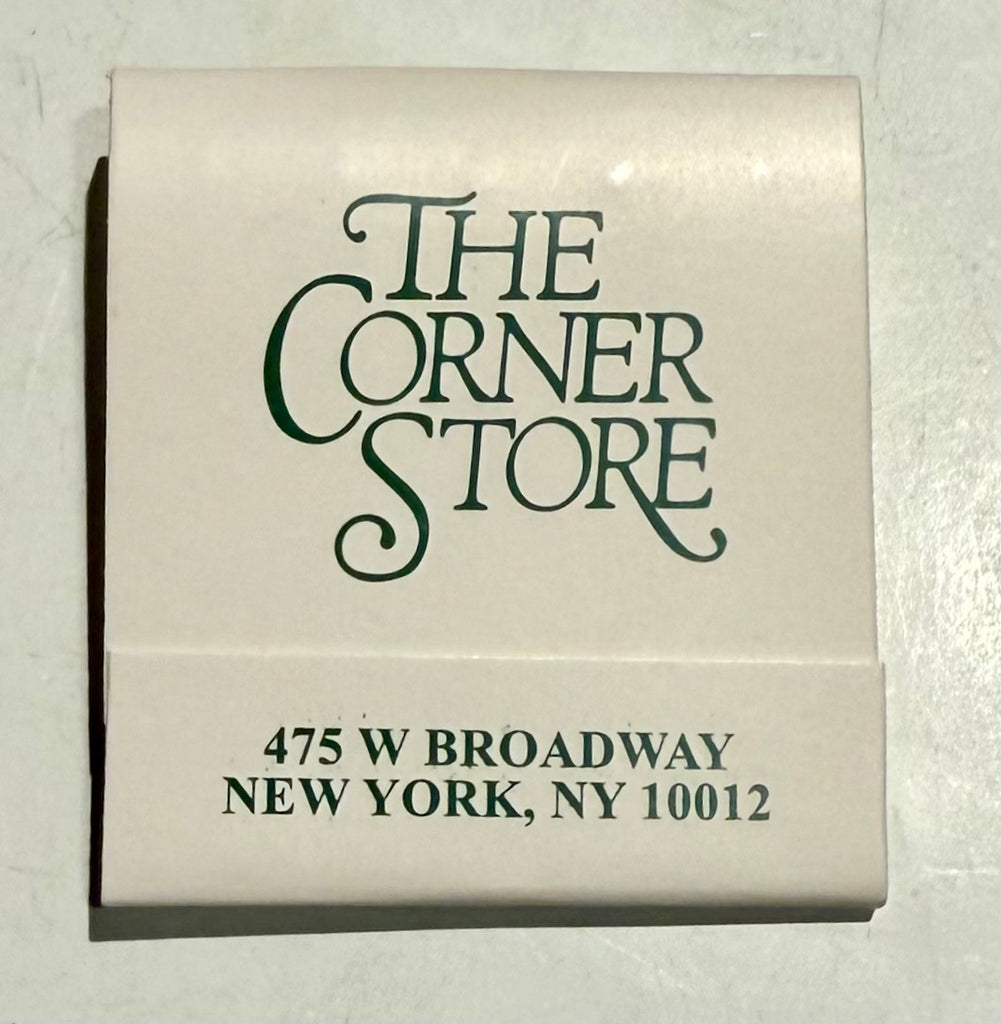 THE
CORNER
STORE
475 W BROADWAY
NEW YORK, NY 10012